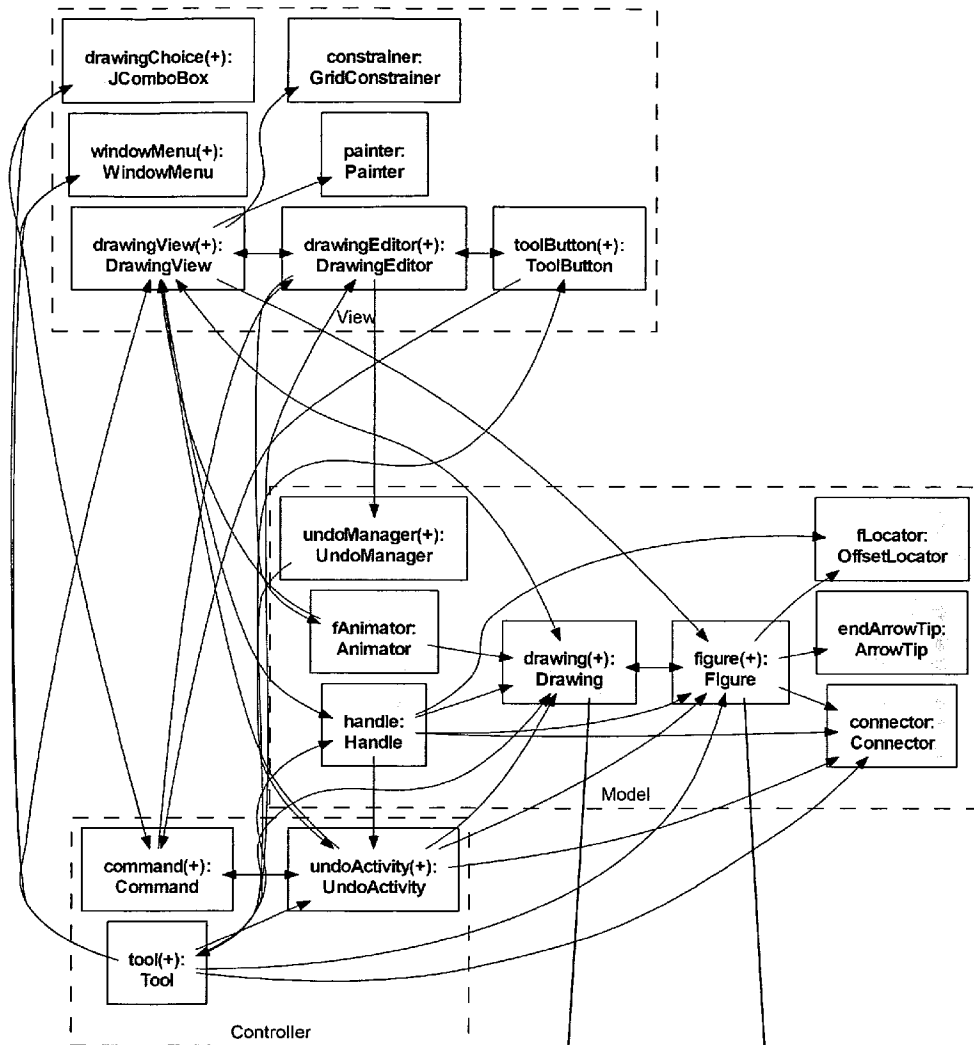 drawingChoice(+):
JComboBox
constrainer:
GridConstrainer
windowMenu(+):
WindowMenu
painter:
Painter
drawingView(+):
DrawingView
drawingEditor(+):
DrawingEditor
toolButton(+):
ToolButton
View
undoManager(+):
UndoManager
fLocator:
OffsetLocator
fAnimator:
Animator
drawing(+):
Drawing
figure(+):
Figure
endArrowTip:
ArrowTip
handle:
Handle
connector:
Connector
Model
command(+):
Command
undoActivity(+):
UndoActivity
tool(+):
Tool
Controller